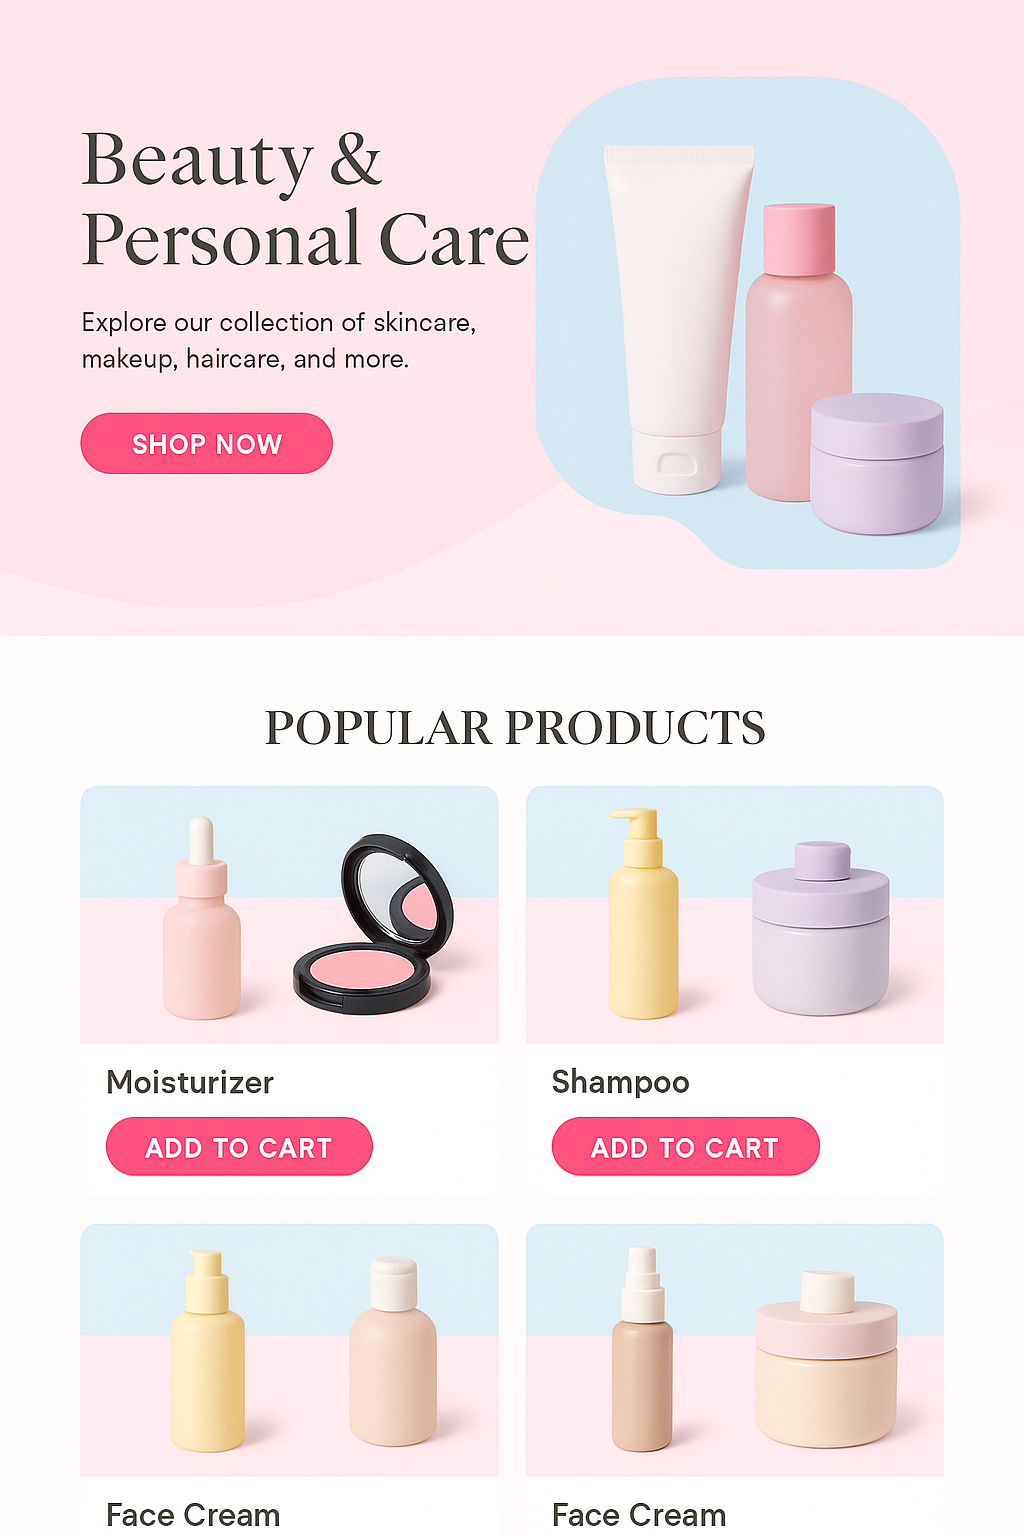 Beauty &
Personal Care
Explore our collection of skincare,
makeup, haircare, and more.
SHOP NOW
POPULAR PRODUCTS
Moisturizer
ADD TO CART
Shampoo
ADD TO CART
Face Cream
Face Cream